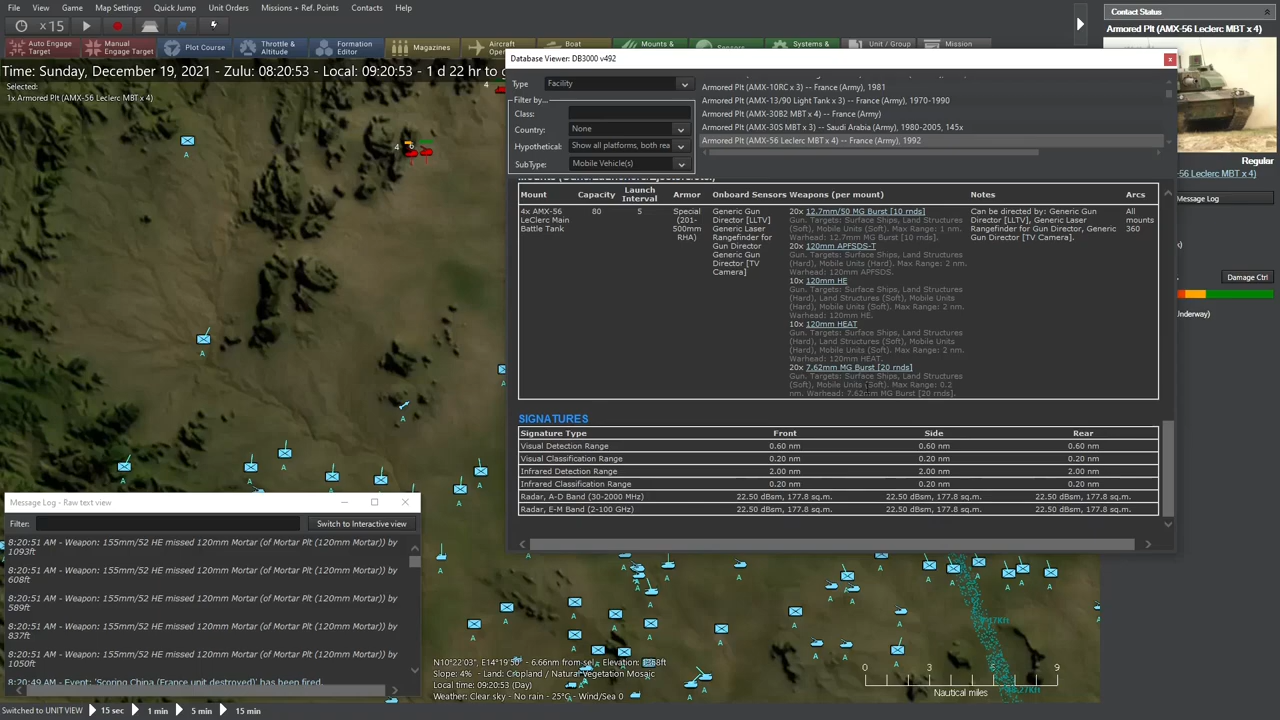 File View Game Map Settings Quick Jump Unit Orders Missions + Ref. Points Contacts Help
×15
Auto Engage Target Manual Engage Target Plot Course Throttle & Altitude Formation Editor Magazines Aircraft Boat Mounts & Sensors Systems & Unit / Group Mission
Time: Sunday, December 19, 2021 - Zulu: 08:20:53 - Local: 09:20:53 - 1 d 22 hr to g
Selected:
1x Armored Plt (AMX-56 Leclerc MBT x 4)
Database Viewer: DB3000 v492
x
Type Facility
Filter by...
Class:
Country: None
Hypothetical: Show all platforms, both rea
SubType: Mobile Vehicle(s)
Armored Plt (AMX-10RC x 3) -- France (Army), 1981
Armored Plt (AMX-13/90 Light Tank x 3) -- France (Army), 1970-1990
Armored Plt (AMX-30B2 MBT x 4) -- France (Army)
Armored Plt (AMX-30S MBT x 3) -- Saudi Arabia (Army), 1980-2005, 145x
Armored Plt (AMX-56 Leclerc MBT x 4) -- France (Army), 1992
Mount Capacity Launch Interval Armor Onboard Sensors Weapons (per mount) Notes Arcs
4x AMX-56 LeClerc Main Battle Tank
80
5
Special (201-500mm RHA)
Generic Gun Director [LLTV]
Generic Laser Rangefinder for Gun Director
Generic Gun Director [TV Camera]
20x 12.7mm/50 MG Burst [10 rnds]
Gun. Targets: Surface Ships, Land Structures
(Soft), Mobile Units (Soft). Max Range: 1 nm.
Warhead: 12.7mm MG Burst [10 rnds].
20x 120mm APFSDS-T
Gun. Targets: Surface Ships, Land Structures
(Hard), Mobile Units (Hard). Max Range: 2 nm.
Warhead: 120mm APFSDS.
10x 120mm HE
Gun. Targets: Surface Ships, Land Structures
(Hard), Land Structures (Soft), Mobile Units
(Hard), Mobile Units (Soft). Max Range: 2 nm.
Warhead: 120mm HE.
10x 120mm HEAT
Gun. Targets: Surface Ships, Land Structures
(Hard), Land Structures (Soft), Mobile Units
(Hard), Mobile Units (Soft). Max Range: 2 nm.
Warhead: 120mm HEAT.
20x 7.62mm MG Burst [20 rnds]
Gun. Targets: Surface Ships, Land Structures
(Soft), Mobile Units (Soft). Max Range: 0.2
nm. Warhead: 7.62mm MG Burst [20 rnds].
Can be directed by: Generic Gun
Director [LLTV], Generic Laser
Rangefinder for Gun Director, Generic
Gun Director [TV Camera].
All mounts 360
SIGNATURES
Signature Type Front Side Rear
Visual Detection Range 0.60 nm 0.60 nm 0.60 nm
Visual Classification Range 0.20 nm 0.20 nm 0.20 nm
Infrared Detection Range 2.00 nm 2.00 nm 2.00 nm
Infrared Classification Range 0.20 nm 0.20 nm 0.20 nm
Radar, A-D Band (30-2000 MHz) 22.50 dBsm, 177.8 sq.m. 22.50 dBsm, 177.8 sq.m. 22.50 dBsm, 177.8 sq.m.
Radar, E-M Band (2-100 GHz) 22.50 dBsm, 177.8 sq.m. 22.50 dBsm, 177.8 sq.m. 22.50 dBsm, 177.8 sq.m.
Contact Status
Armored Plt (AMX-56 Leclerc MBT x 4)
Regular
-56 Leclerc MBT x 4)
Message Log
Damage Ctrl
Underway)
Message Log - Raw text view
Filter: Switch to Interactive view
8:20:51 AM - Weapon: 155mm/52 HE missed 120mm Mortar (of Mortar Plt (120mm Mortar)) by
1093ft
8:20:51 AM - Weapon: 155mm/52 HE missed 120mm Mortar (of Mortar Plt (120mm Mortar)) by
608ft
8:20:51 AM - Weapon: 155mm/52 HE missed 120mm Mortar (of Mortar Plt (120mm Mortar)) by
589ft
8:20:51 AM - Weapon: 155mm/52 HE missed 120mm Mortar (of Mortar Plt (120mm Mortar)) by
837ft
8:20:51 AM - Weapon: 155mm/52 HE missed 120mm Mortar (of Mortar Plt (120mm Mortar)) by
1050ft
8:20:49 AM - Event: 'Scoring China (France unit destroyed)' has been fired.
Slope: 4% - Land: Cropland / Natural Vegetation Mosaic
Local time: 09:20:53 (Day)
Weather: Clear sky - No rain - 25°C - Wind/Sea 0
0 3 6 9
Nautical miles
Switched to UNIT VIEW 15 sec 1 min 5 min 15 min